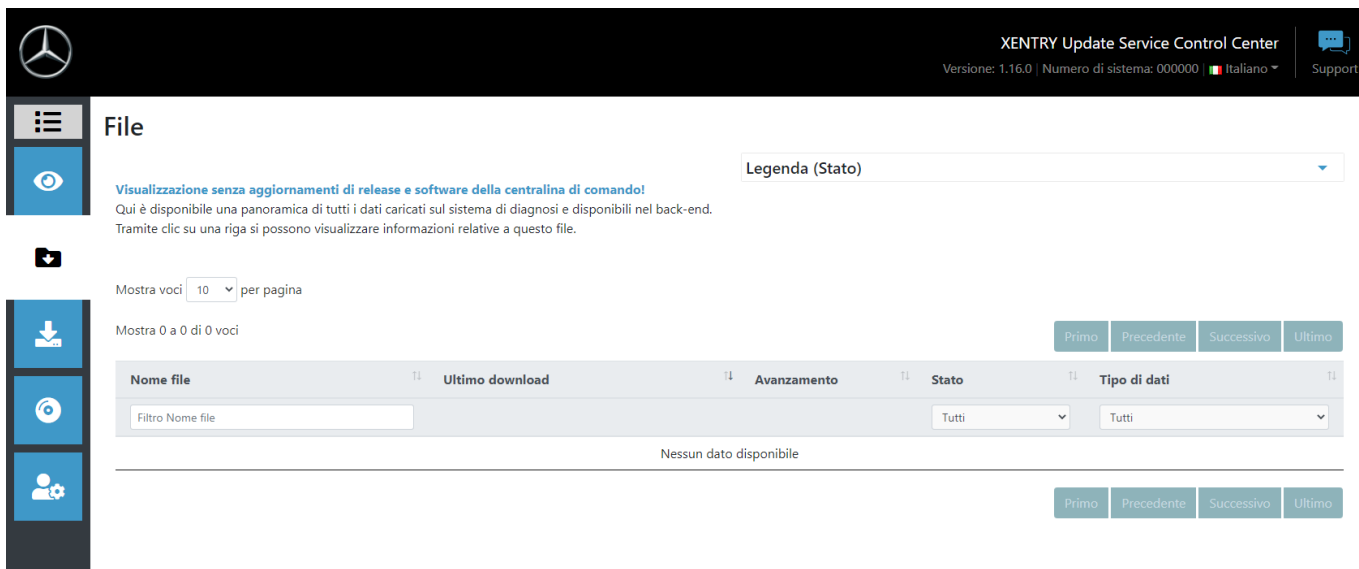 XENTRY Update Service Control Center
Versione: 1.16.0 | Numero di sistema: 000000 | Italiano
Support
File
Legenda (Stato)
Visualizzazione senza aggiornamenti di release e software della centralina di comando!
Qui è disponibile una panoramica di tutti i dati caricati sul sistema di diagnosi e disponibili nel back-end.
Tramite clic su una riga si possono visualizzare informazioni relative a questo file.
Mostra voci 10 per pagina
Mostra 0 a 0 di 0 voci
Primo Precedente Successivo Ultimo
Nome file Ultimo download Avanzamento Stato Tipo di dati
Filtro Nome file Tutti Tutti
Nessun dato disponibile
Primo Precedente Successivo Ultimo